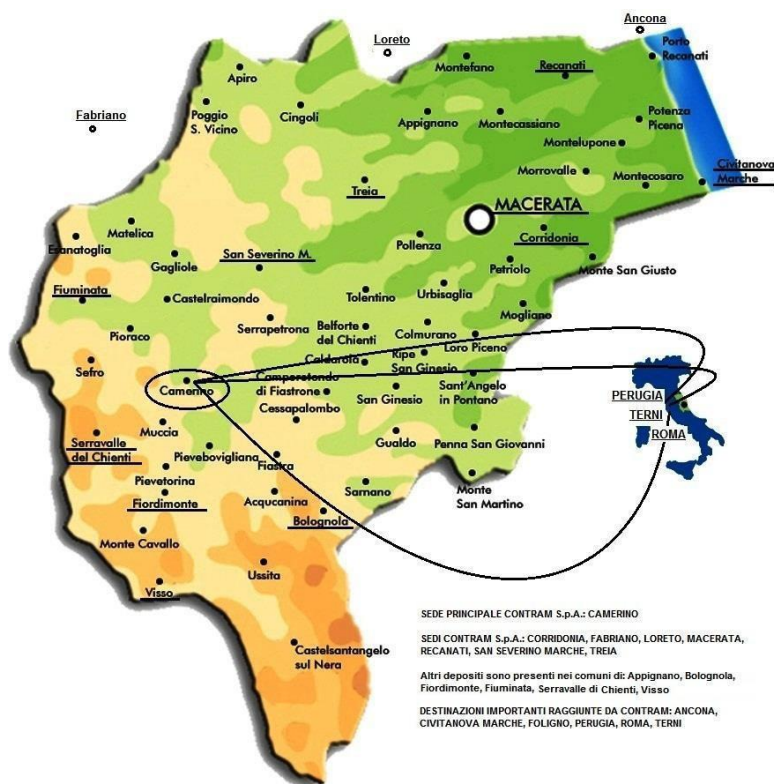 Ancona
Loreto
Porto
Recanati
Montefano
Recanati
Apiro
Fabriano
Poggio
S. Vicino
Cingoli
Appignano
Montecassiano
Potenza
Picena
Montelupone
Civitanova
Marche
Treia
Morrovalle
Montecosaro
MACERATA
Matelica
Esanatoglia
Pollenza
Corridonia
San Severino M.
Gagliole
Petriolo
Monte San Giusto
Fiuminata
Castelraimondo
Tolentino
Urbisaglia
Mogliano
Serrapetrona
Belforte
del Chienti
Colmurano
Loro Piceno
Pioraco
Caldarola
Ripe
San Ginesio
Sefro
Camerino
Camporotondo
di Fiastrone
San Ginesio
Sant'Angelo
in Pontano
PERUGIA
TERNI
ROMA
Cessapalombo
Muccia
Serravalle
del Chienti
Pievebovigliana
Gualdo
Penna San Giovanni
Fiastra
Pievetorina
Fiordimonte
Acqucanina
Sarnano
Monte
San Martino
Bolognola
Monte Cavallo
Ussita
Visso
Castelsantangelo
sul Nera
SEDE PRINCIPALE CONTRAM S.p.A.: CAMERINO
SEDI CONTRAM S.p.A.: CORRIDONIA, FABRIANO, LORETO, MACERATA,
RECANATI, SAN SEVERINO MARCHE, TREIA
Altri depositi sono presenti nei comuni di: Appignano, Bolognola,
Fiordimonte, Fiuminata, Serravalle di Chienti, Visso
DESTINAZIONI IMPORTANTI RAGGIUNTE DA CONTRAM: ANCONA,
CIVITANOVA MARCHE, FOLIGNO, PERUGIA, ROMA, TERNI